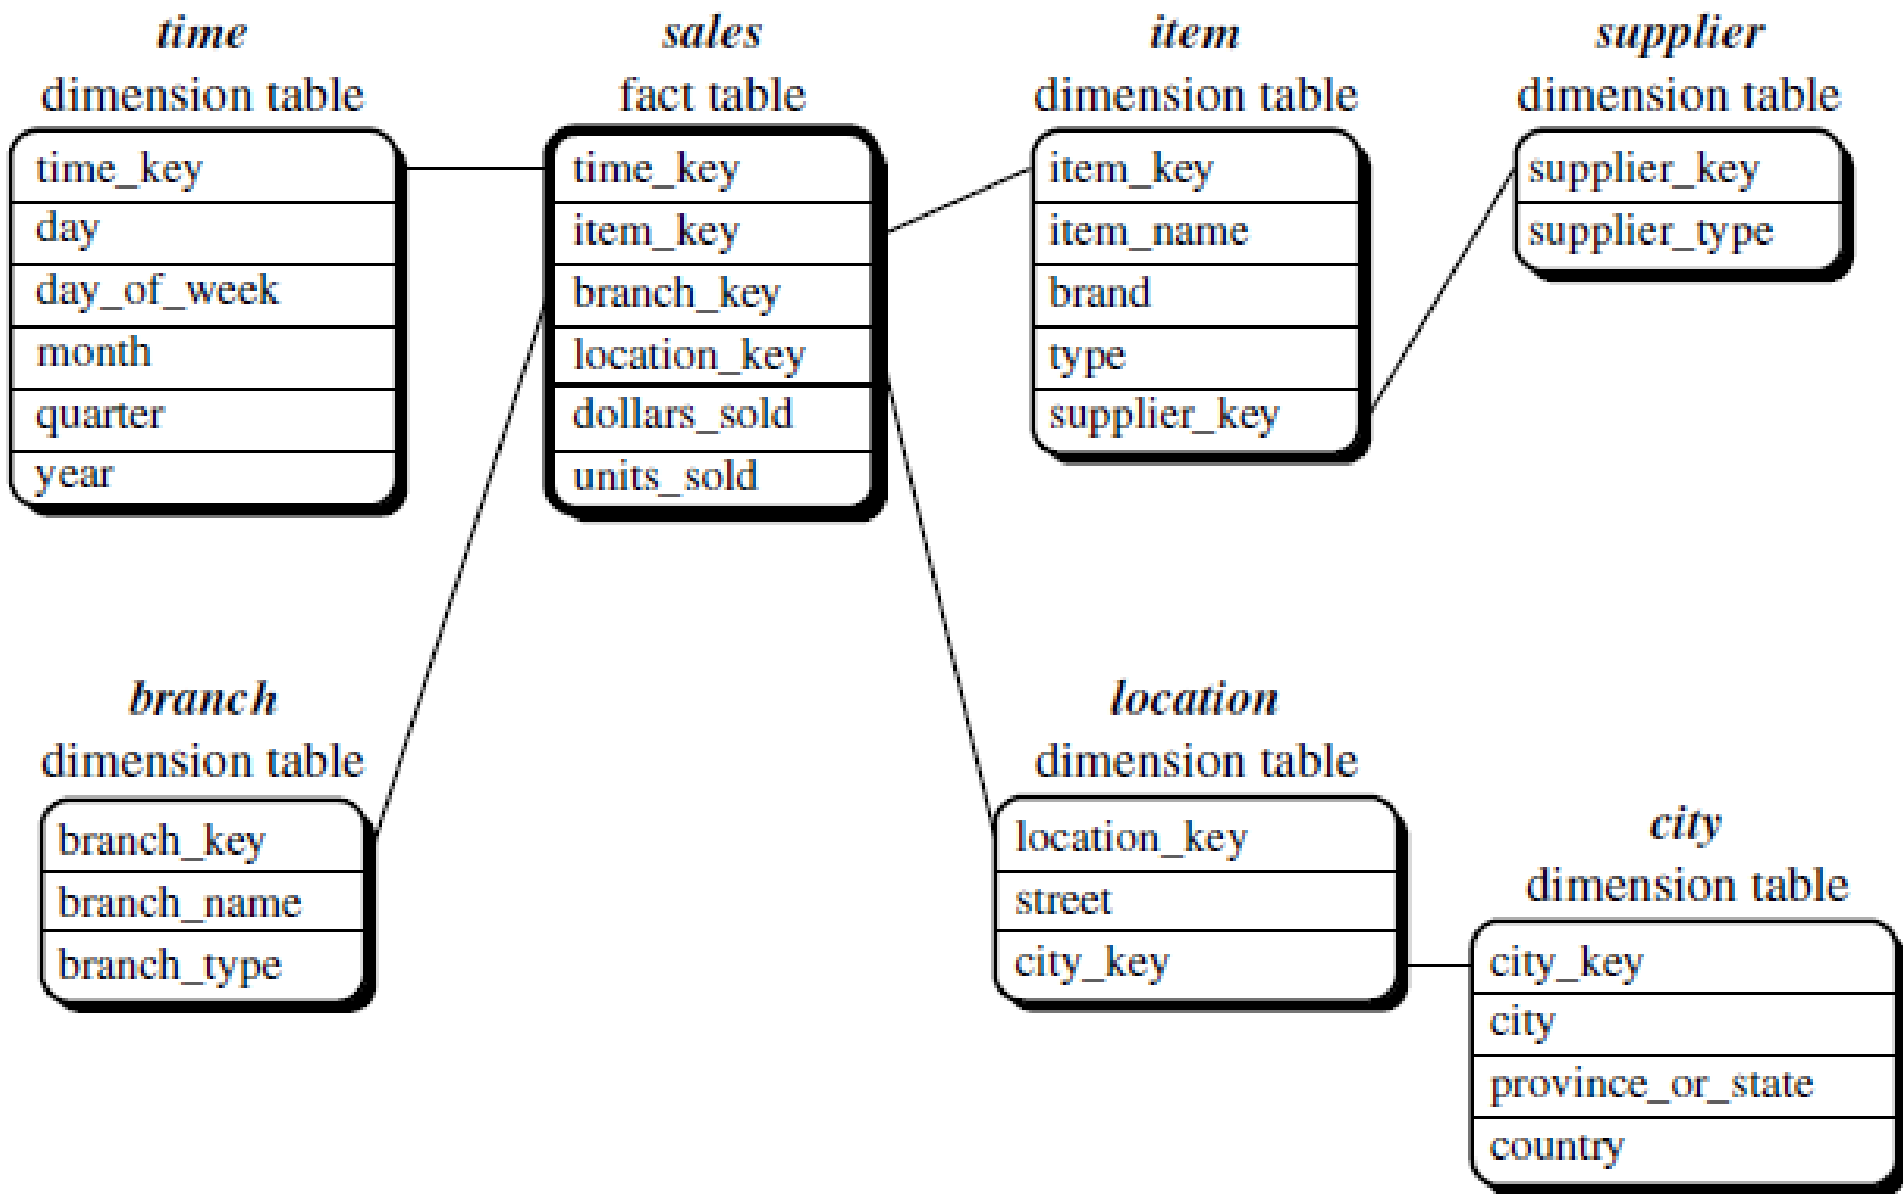 time
dimension table
time_key
day
day_of_week
month
quarter
year
sales
fact table
time_key
item_key
branch_key
location_key
dollars_sold
units_sold
item
dimension table
item_key
item_name
brand
type
supplier_key
supplier
dimension table
supplier_key
supplier_type
branch
dimension table
branch_key
branch_name
branch_type
location
dimension table
location_key
street
city_key
city
dimension table
city_key
city
province_or_state
country